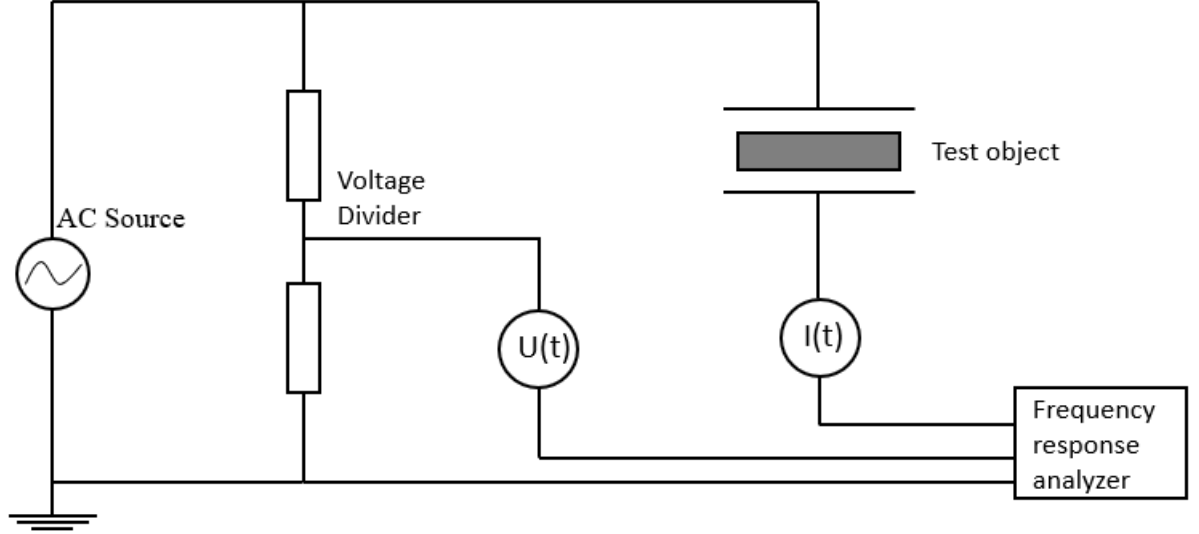 AC Source
Voltage
Divider
U(t)
Test object
I(t)
Frequency
response
analyzer